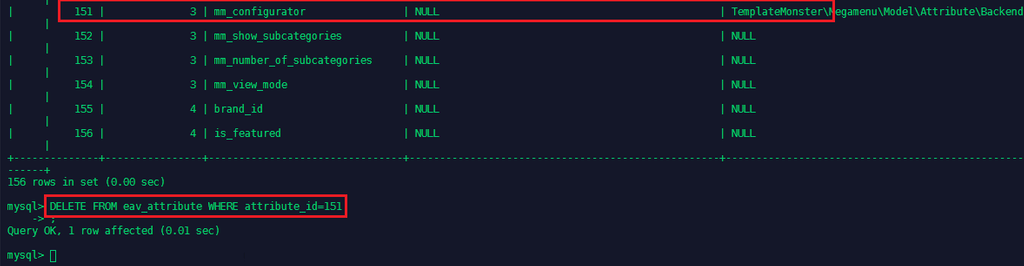 | 151 | 3 | mm_configurator | NULL | TemplateMonster\Megamenu\Model\Attribute\Backend
|
| 152 | 3 | mm_show_subcategories | NULL | NULL
|
| 153 | 3 | mm_number_of_subcategories | NULL | NULL
|
| 154 | 3 | mm_view_mode | NULL | NULL
|
| 155 | 4 | brand_id | NULL | NULL
|
| 156 | 4 | is_featured | NULL | NULL
|
+--------------+----------------+--------------------------------+----------------------------------------------------+--------------------------------------------------
------+
156 rows in set (0.00 sec)
mysql> DELETE FROM eav_attribute WHERE attribute_id=151
-> ;
Query OK, 1 row affected (0.01 sec)
mysql>